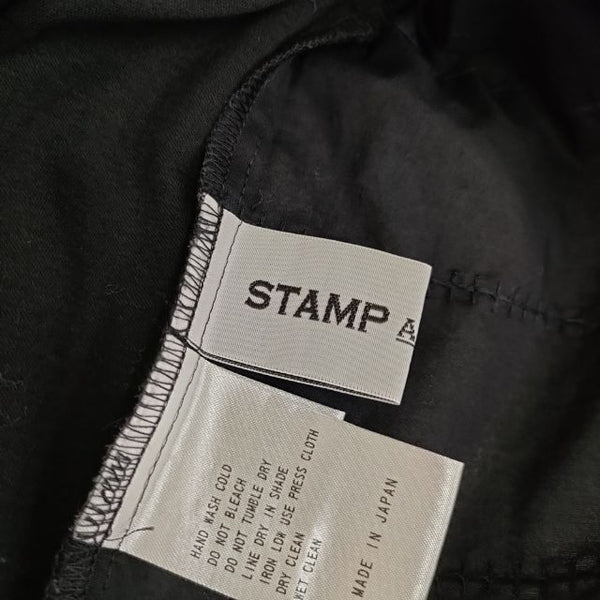 STAMP A
HAND WASH COLD
DO NOT BLEACH
DO NOT TUMBLE DRY
LINE DRY IN SHADE
IRON LOW USE PRESS CLOTH
DRY CLEAN
WET CLEAN
MADE IN JAPAN